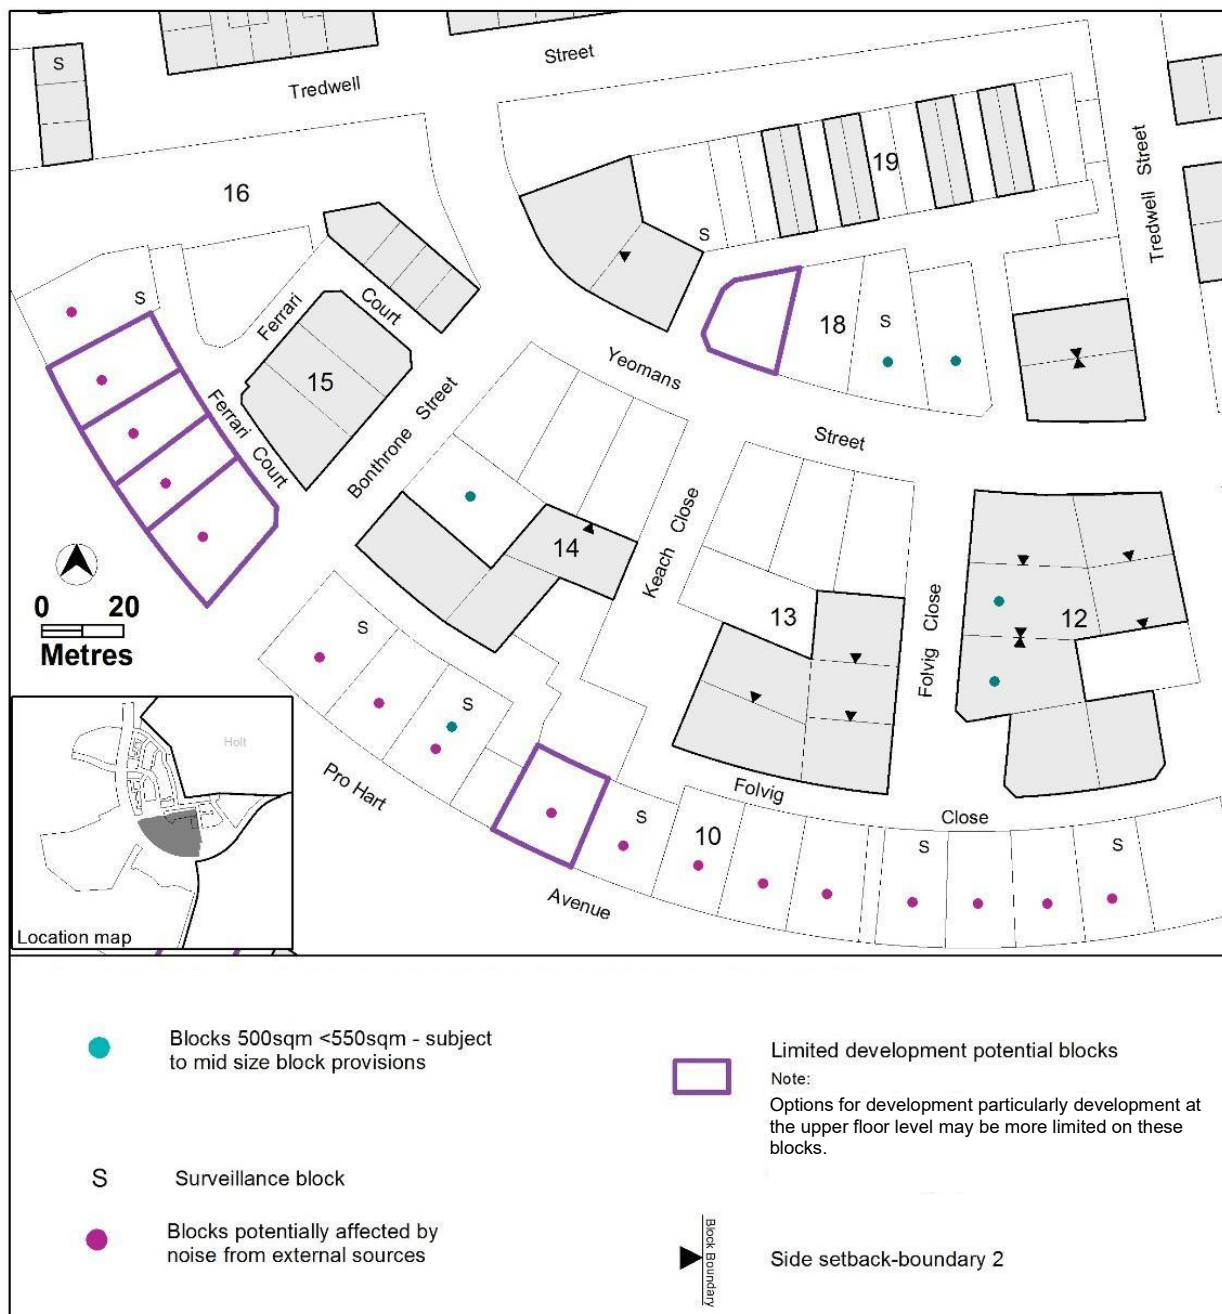 S
Tredwell
Street
Tredwell Street
16
19
S
S
Ferrari
Court
18
S
Yeomans
15
Ferrari Court
Bonthrone Street
Street
Keach Close
14
13
Folvig Close
12
0 20
Metres
S
S
Pro Hart
Folvig
Close
S
10
S
S
Avenue
Holt
Location map
Blocks 500sqm <550sqm - subject
to mid size block provisions
Limited development potential blocks
Note:
Options for development particularly development at
the upper floor level may be more limited on these
blocks.
S Surveillance block
Blocks potentially affected by
noise from external sources
Block Boundary
Side setback-boundary 2